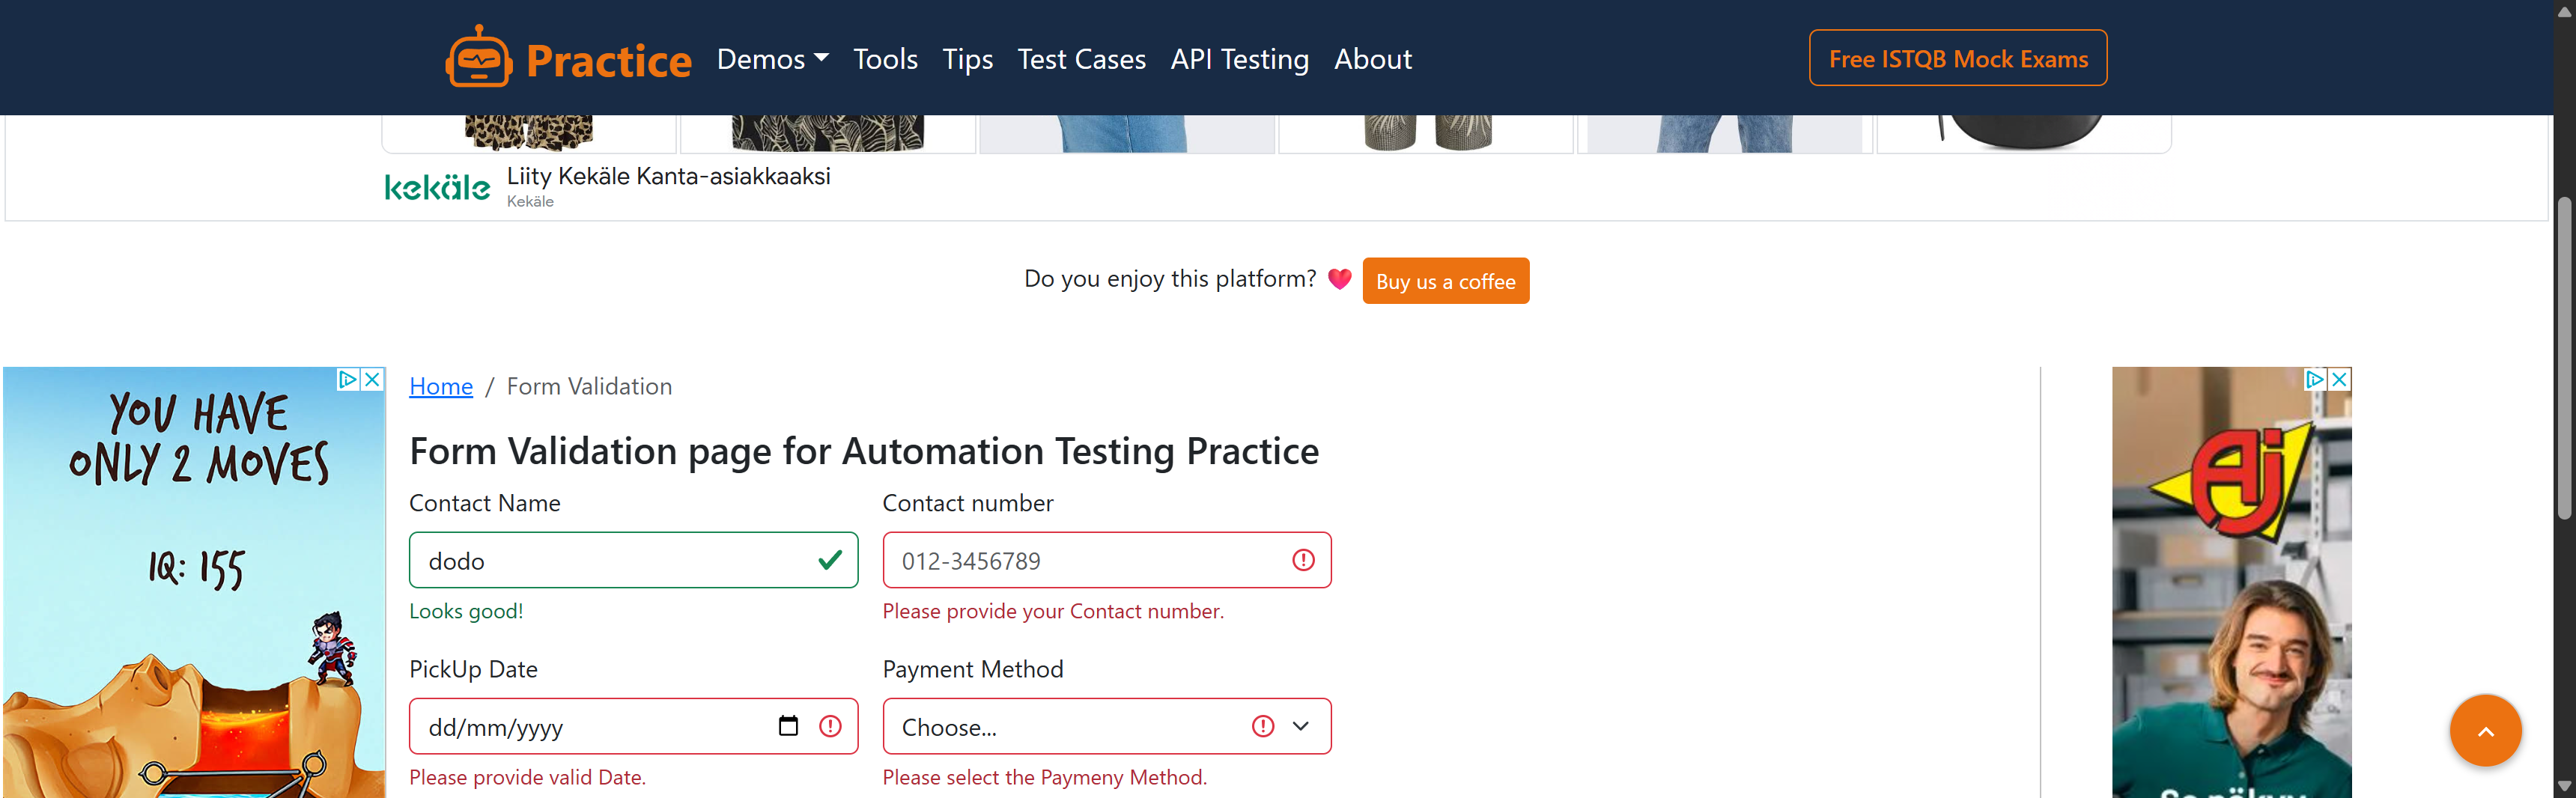 Practice Demos Tools Tips Test Cases API Testing About Free ISTQB Mock Exams
kekäle Liity Kekäle Kanta-asiakkaaksi
Kekäle
Do you enjoy this platform? Buy us a coffee
YOU HAVE
ONLY 2 MOVES
IQ: 155
Home / Form Validation
Form Validation page for Automation Testing Practice
Contact Name Contact number
dodo 012-3456789
Looks good! Please provide your Contact number.
PickUp Date Payment Method
dd/mm/yyyy Choose...
Please provide valid Date. Please select the Paymeny Method.
AJ